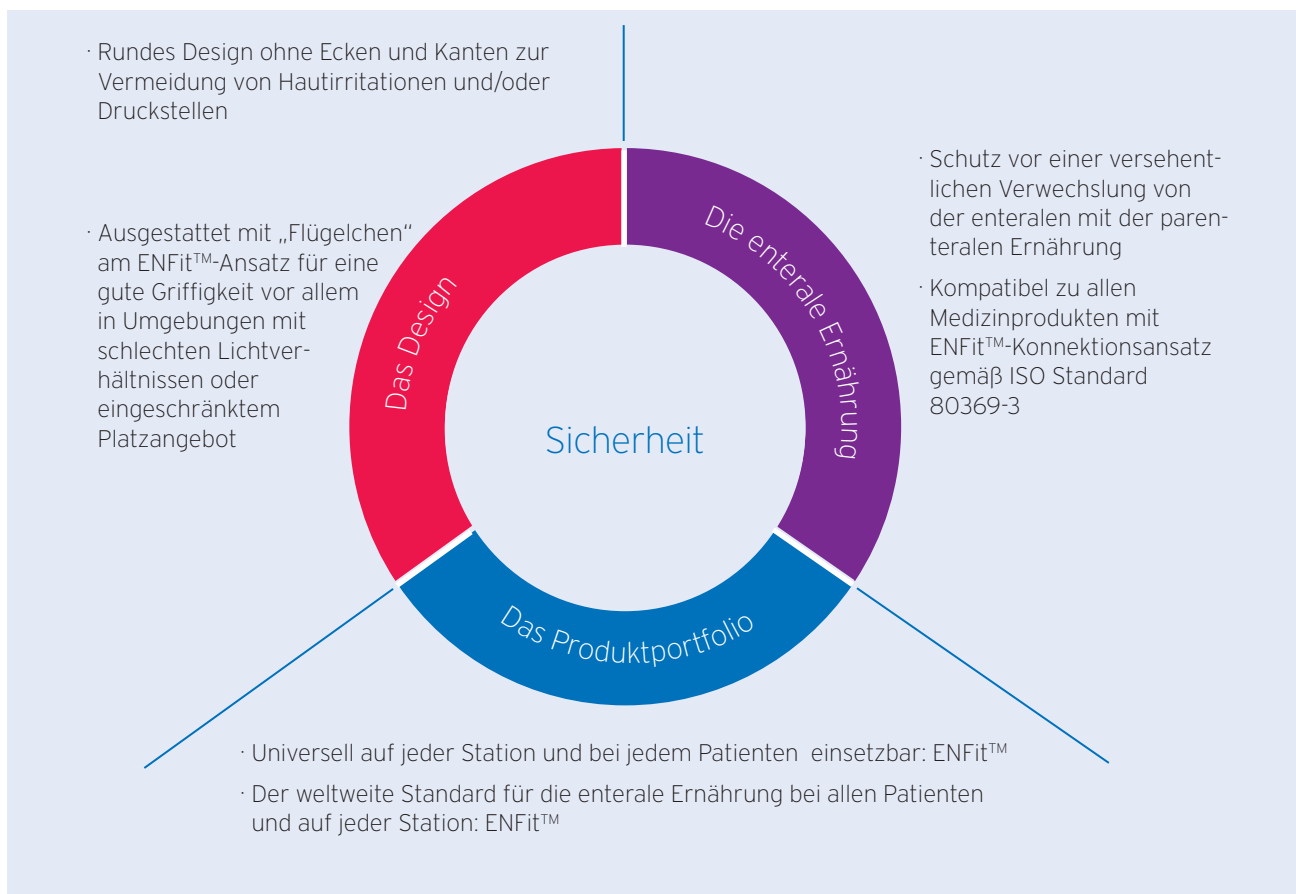 · Rundes Design ohne Ecken und Kanten zur
Vermeidung von Hautirritationen und/oder
Druckstellen
· Ausgestattet mit „Flügelchen“
am ENFit™-Ansatz für eine
gute Griffigkeit vor allem
in Umgebungen mit
schlechten Lichtver-
hältnissen oder
eingeschränktem
Platzangebot
Das Design
Die enterale Ernährung
Das Produktportfolio
Sicherheit
· Schutz vor einer versehent-
lichen Verwechslung von
der enteralen mit der paren-
teralen Ernährung
· Kompatibel zu allen
Medizinprodukten mit
ENFit™-Konnektionsansatz
gemäß ISO Standard
80369-3
· Universell auf jeder Station und bei jedem Patienten einsetzbar: ENFit™
· Der weltweite Standard für die enterale Ernährung bei allen Patienten
und auf jeder Station: ENFit™